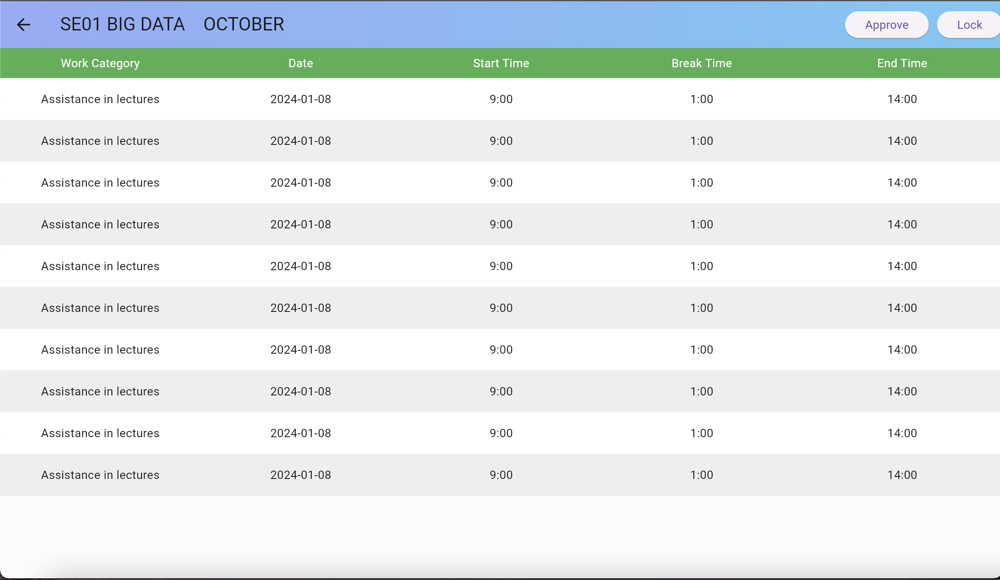 SE01 BIG DATA OCTOBER Approve Lock
Work Category Date Start Time Break Time End Time
Assistance in lectures 2024-01-08 9:00 1:00 14:00
Assistance in lectures 2024-01-08 9:00 1:00 14:00
Assistance in lectures 2024-01-08 9:00 1:00 14:00
Assistance in lectures 2024-01-08 9:00 1:00 14:00
Assistance in lectures 2024-01-08 9:00 1:00 14:00
Assistance in lectures 2024-01-08 9:00 1:00 14:00
Assistance in lectures 2024-01-08 9:00 1:00 14:00
Assistance in lectures 2024-01-08 9:00 1:00 14:00
Assistance in lectures 2024-01-08 9:00 1:00 14:00
Assistance in lectures 2024-01-08 9:00 1:00 14:00